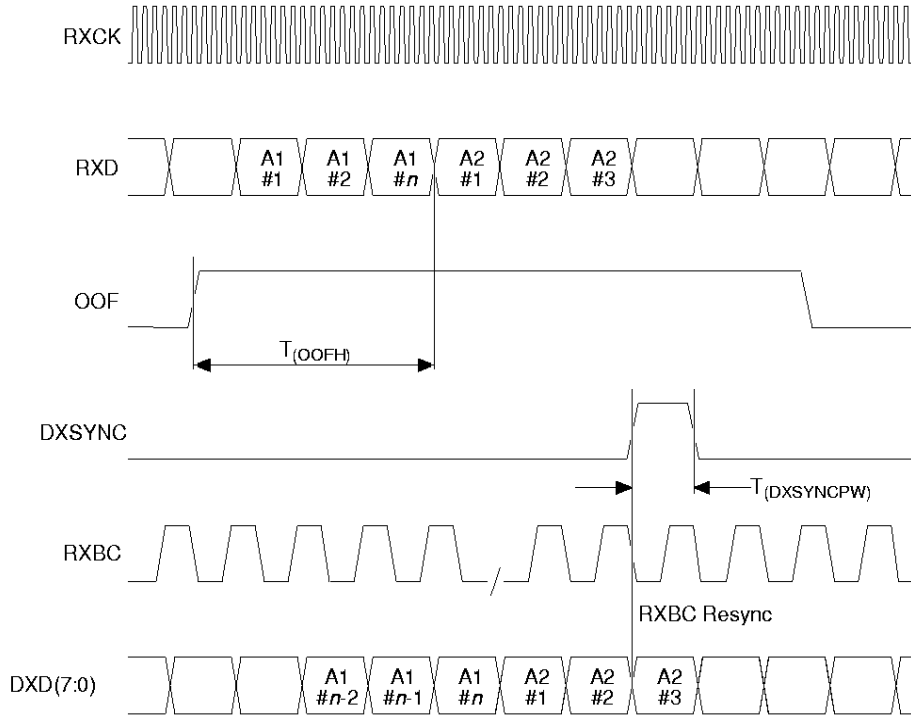 RXCK
RXD
A1 A1 A1 A2 A2 A2
#1 #2 #n #1 #2 #3
OOF
T(OOFH)
DXSYNC
T(DXSYNCPW)
RXBC
RXBC Resync
DXD(7:0)
A1 A1 A1 A2 A2 A2
#n-2 #n-1 #n #1 #2 #3